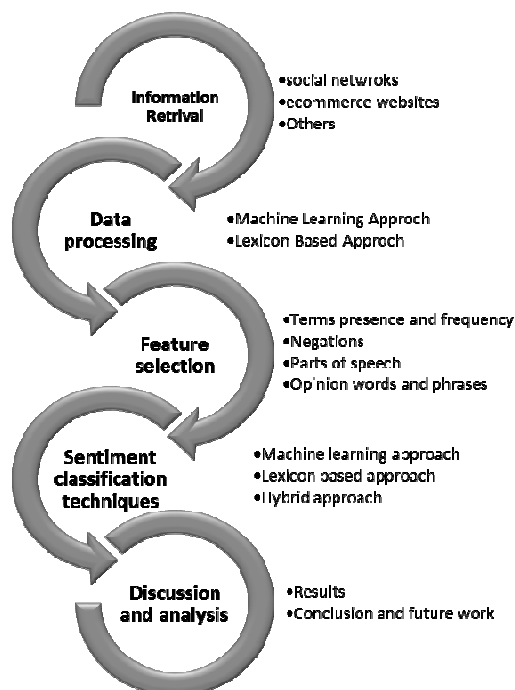 Information
Retrival
•social netwroks
•ecommerce websites
•Others
Data
processing
•Machine Learning Approch
•Lexicon Based Approch
Feature
selection
•Terms presence and frequency
•Negations
•Parts of speech
•Opinion words and phrases
Sentiment
classification
techniques
•Machine learning approach
•Lexicon based approach
•Hybrid approach
Discussion
and analysis
•Results
•Conclusion and future work